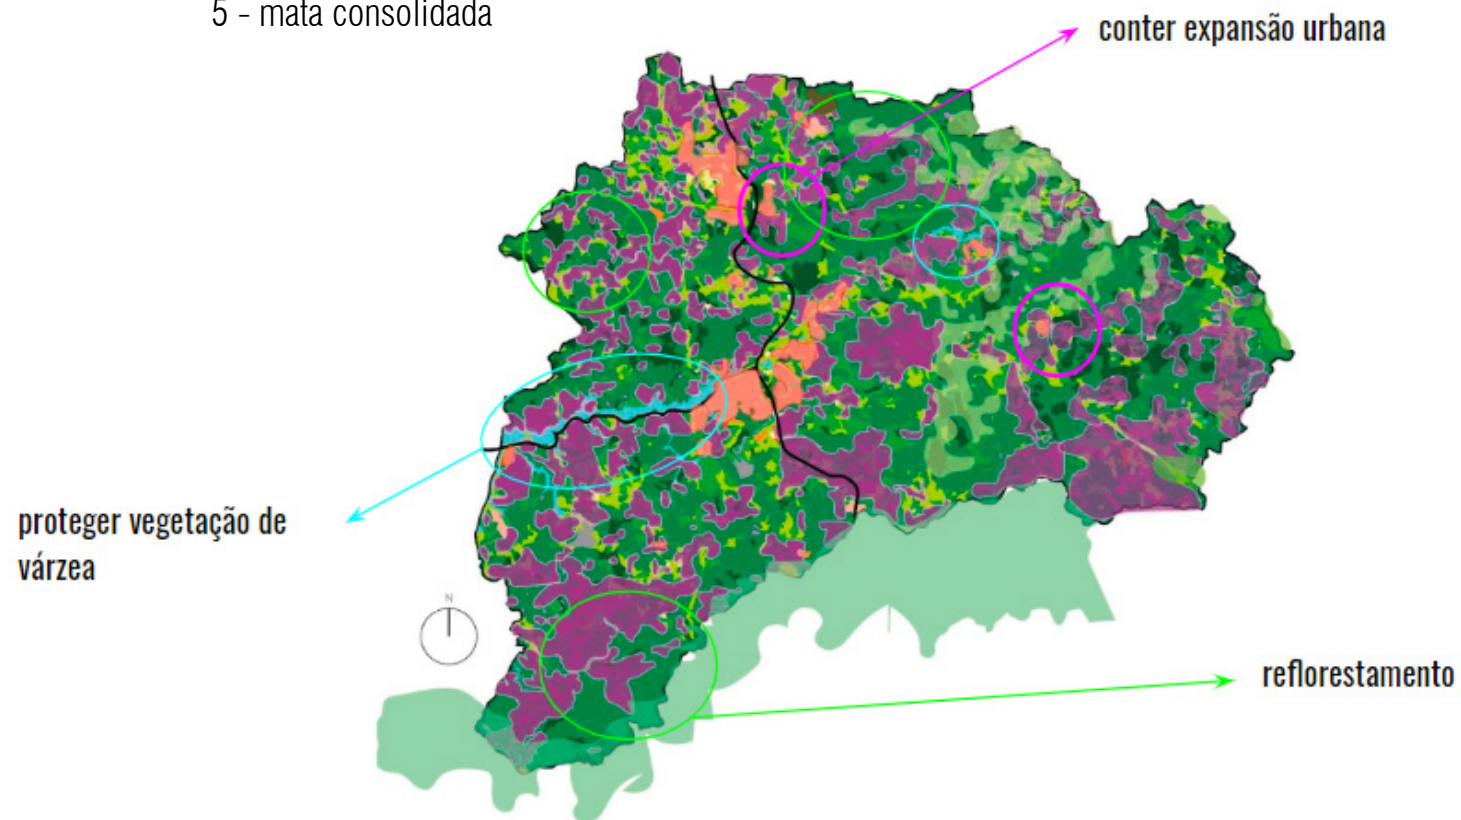 5 - mata consolidada
conter expansão urbana
proteger vegetação de
várzea
N
reflorestamento